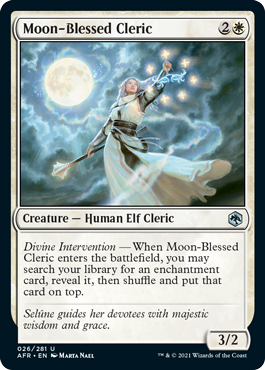 Moon-Blessed Cleric 2
Creature — Human Elf Cleric
Divine Intervention — When Moon-Blessed
Cleric enters the battlefield, you may
search your library for an enchantment
card, reveal it, then shuffle and put
that card on top.
Selûne guides her devotees with majestic
wisdom and grace.
3/2
026/281 U
AFR • EN Marta Nael
™ & © 2021 Wizards of the Coast